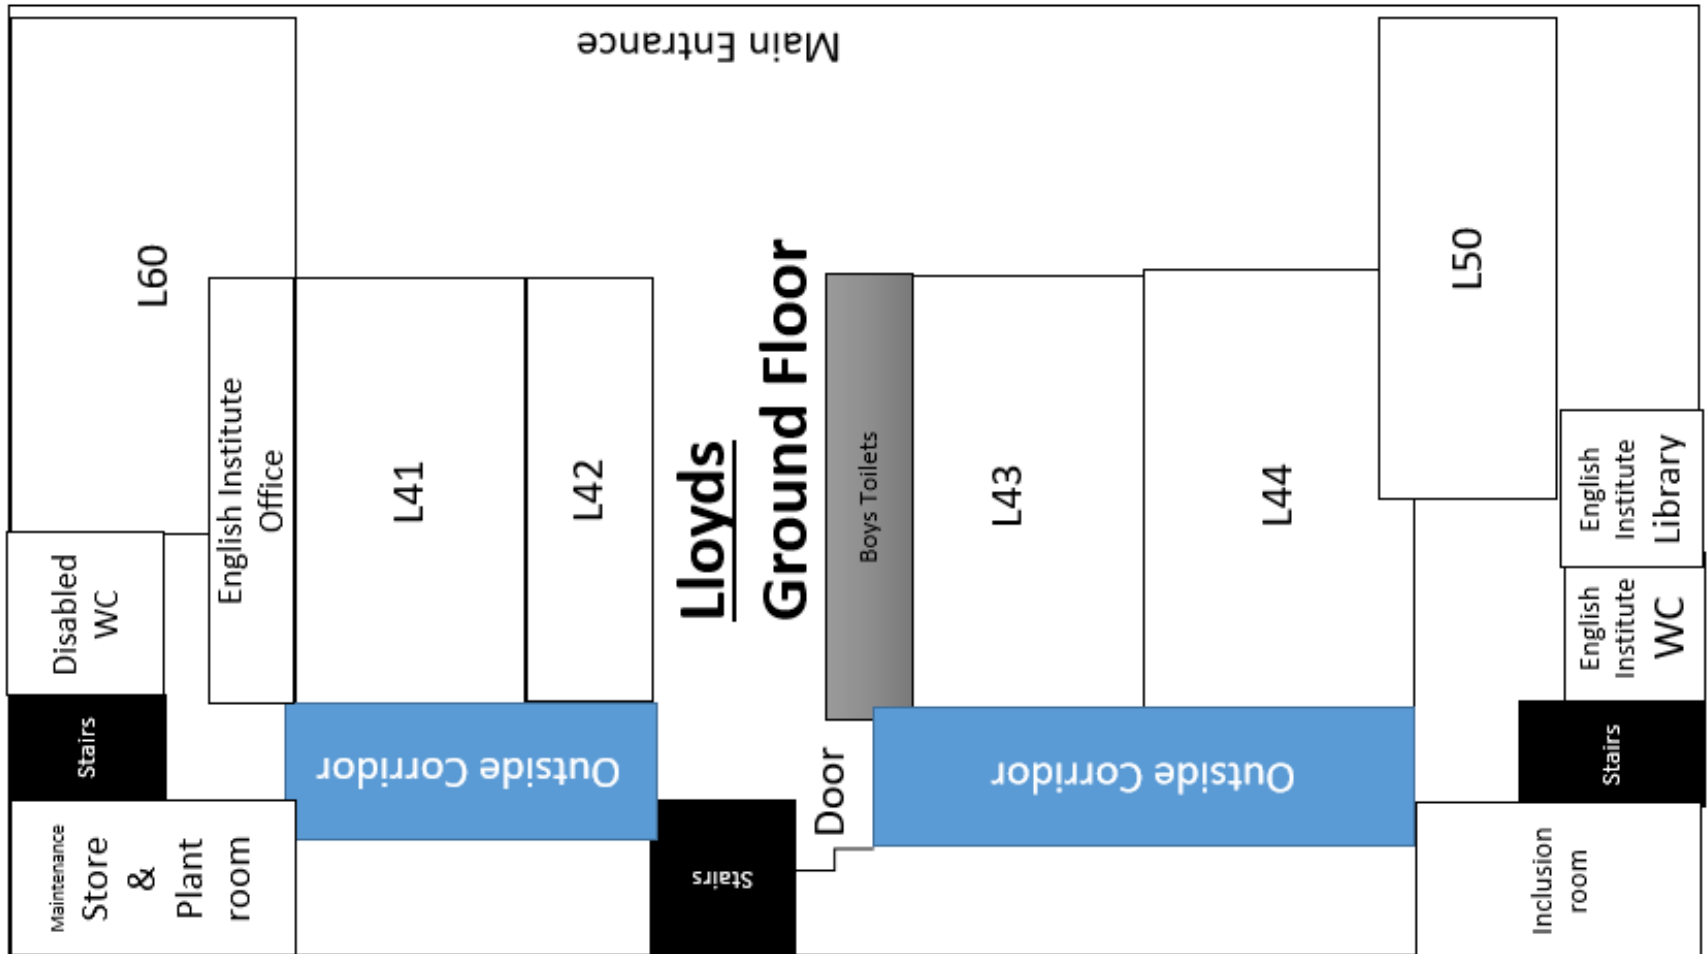 Main Entrance
L60
English Institute
Office
L41
L42
Lloyds
Ground Floor
Boys Toilets
L43
L44
L50
English
Institute
Library
Disabled
WC
English
Institute
WC
Stairs
Outside Corridor
Door
Outside Corridor
Stairs
Maintenance
Store
&
Plant
room
Stairs
Inclusion
room